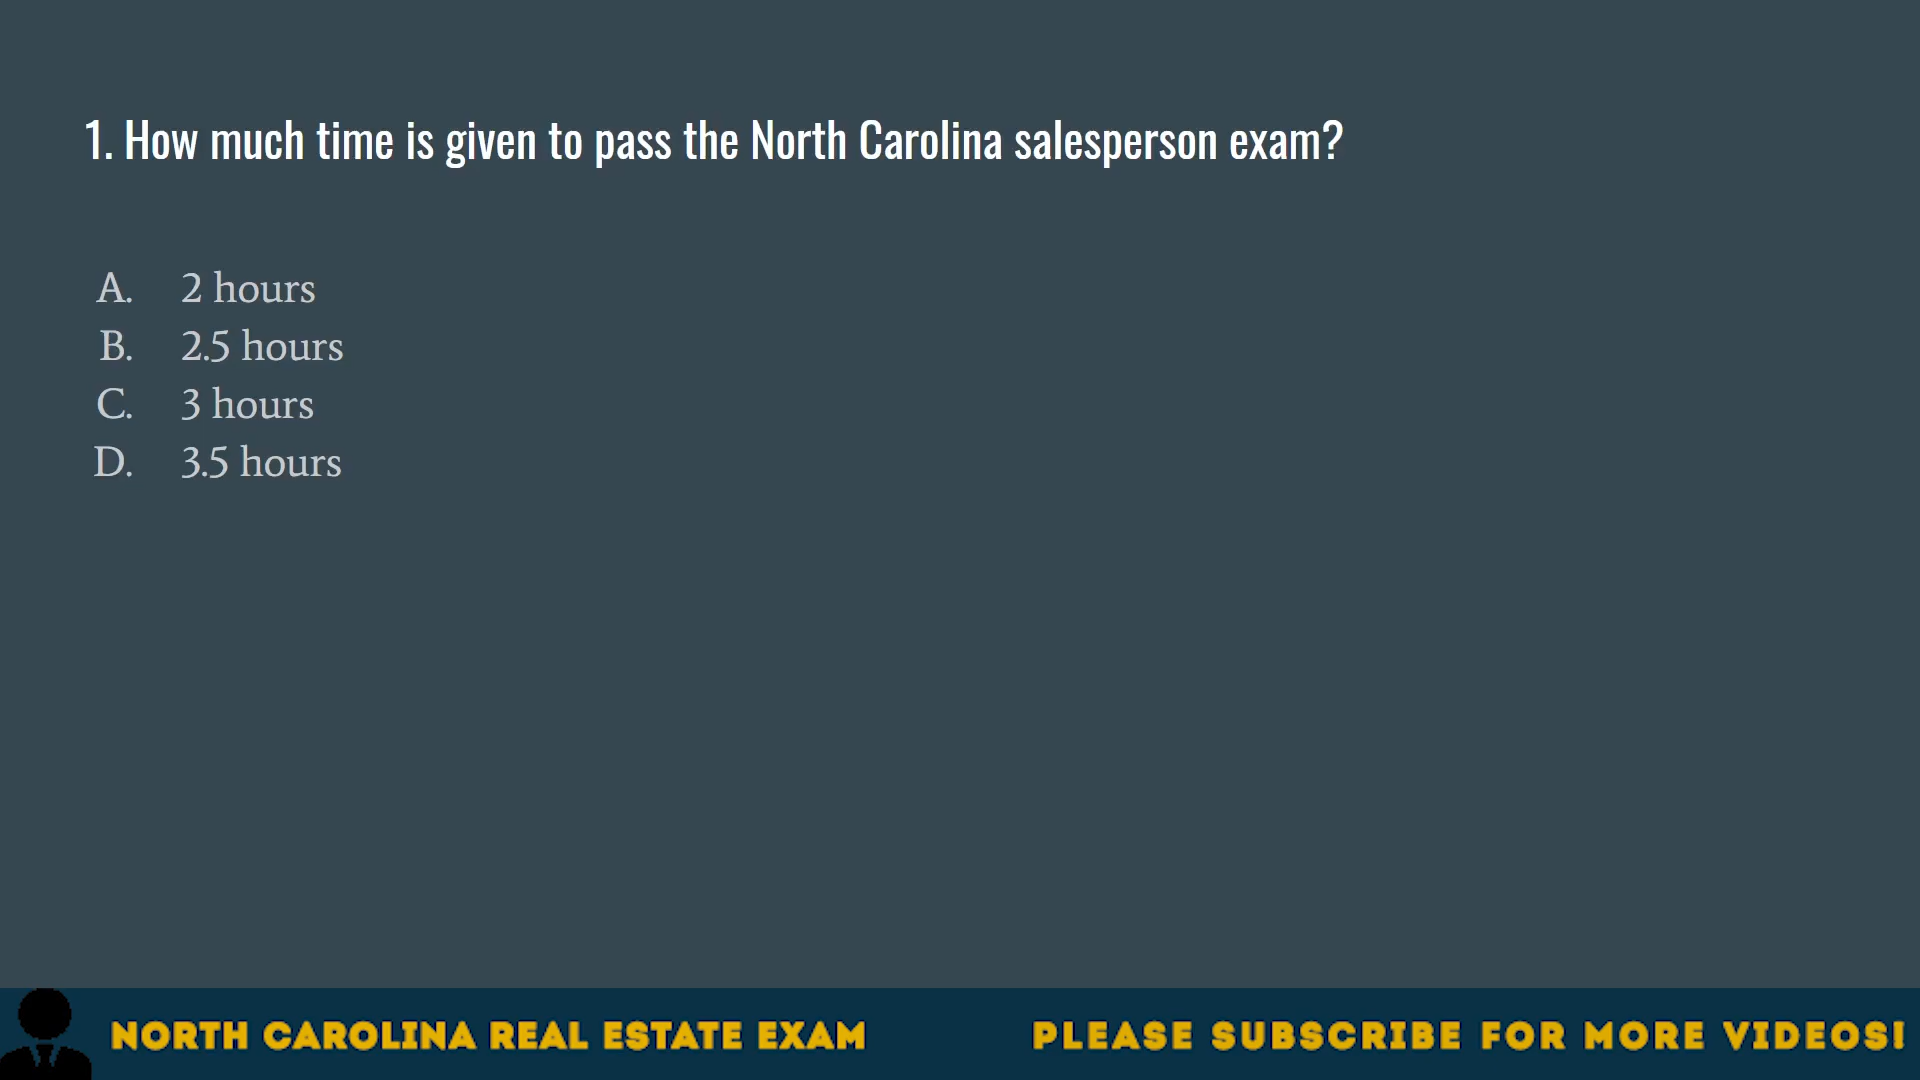 1. How much time is given to pass the North Carolina salesperson exam?
A. 2 hours
B. 2.5 hours
C. 3 hours
D. 3.5 hours
NORTH CAROLINA REAL ESTATE EXAM PLEASE SUBSCRIBE FOR MORE VIDEOS!